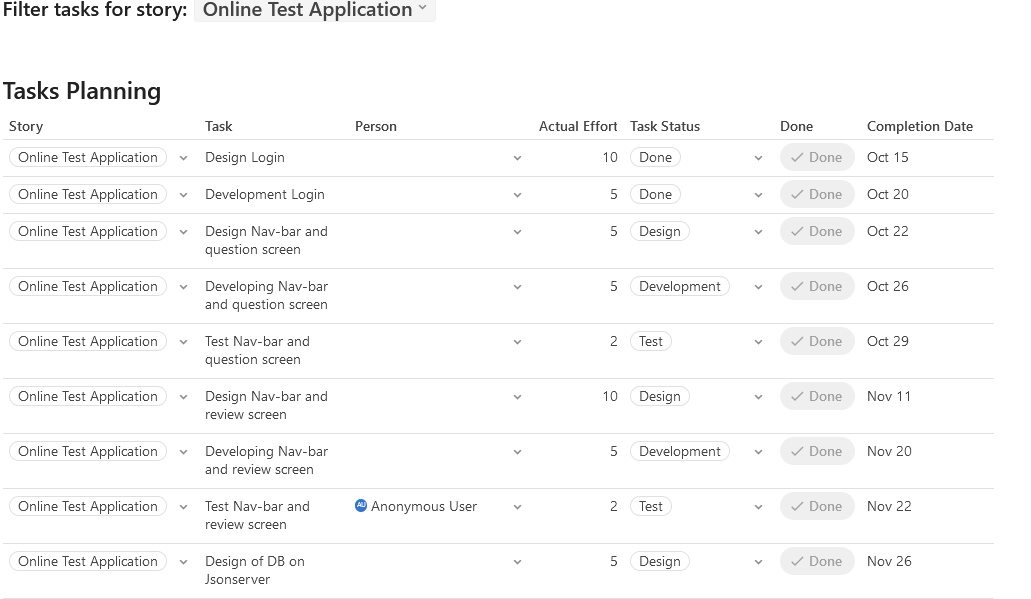 Filter tasks for story: Online Test Application
Tasks Planning
Story Task Person Actual Effort Task Status Done Completion Date
Online Test Application Design Login 10 Done Done Oct 15
Online Test Application Development Login 5 Done Done Oct 20
Online Test Application Design Nav-bar and 5 Design Done Oct 22
question screen
Online Test Application Developing Nav-bar 5 Development Done Oct 26
and question screen
Online Test Application Test Nav-bar and 2 Test Done Oct 29
question screen
Online Test Application Design Nav-bar and 10 Design Done Nov 11
review screen
Online Test Application Developing Nav-bar 5 Development Done Nov 20
and review screen
Online Test Application Test Nav-bar and AU Anonymous User 2 Test Done Nov 22
review screen
Online Test Application Design of DB on 5 Design Done Nov 26
Jsonserver